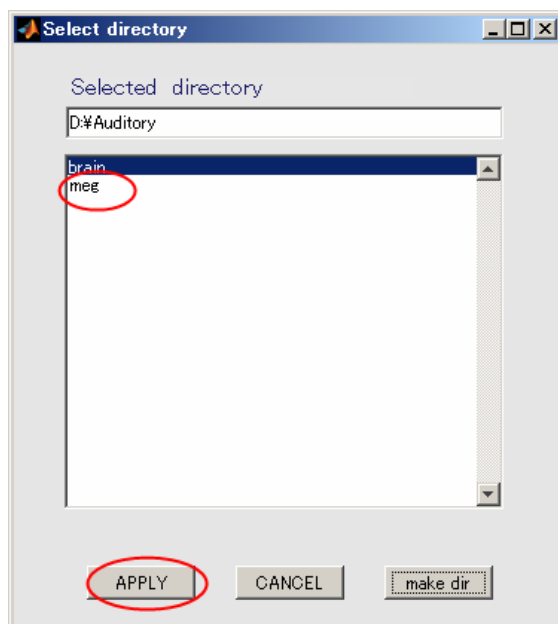 Select directory
Selected directory
D:¥Auditory
brain
meg
APPLY CANCEL make dir